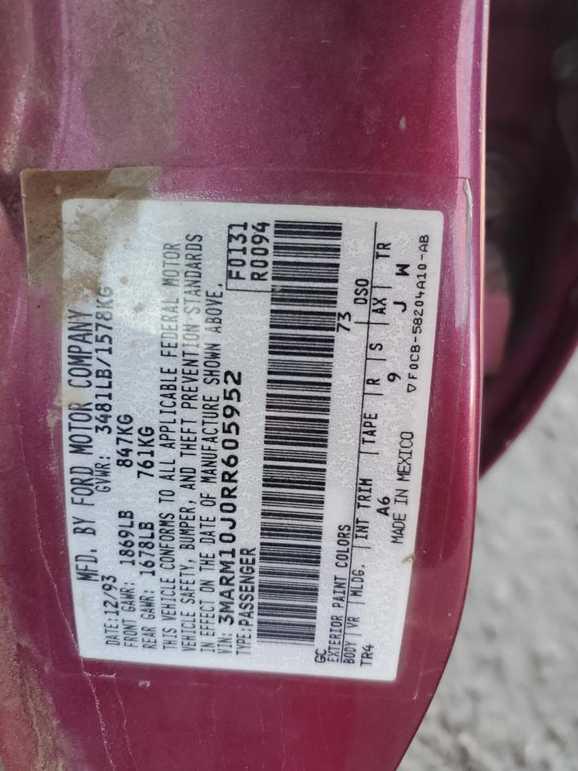 MFD. BY FORD MOTOR COMPANY
DATE: 12/93 GVWR: 3481LB/1578KG
FRONT GAWR: 1869LB 847KG
REAR GAWR: 1678LB 761KG
THIS VEHICLE CONFORMS TO ALL APPLICABLE FEDERAL MOTOR
VEHICLE SAFETY, BUMPER, AND THEFT PREVENTION STANDARDS
IN EFFECT ON THE DATE OF MANUFACTURE SHOWN ABOVE.
VIN: 3MARM10J0RR605952
TYPE: PASSENGER
F0131
R0094
73
GC
EXTERIOR PAINT COLORS DSO
BODY VR MLDG. INT TRIM TAPE R S AX TR
TR4 A6 9 J W
MADE IN MEXICO ▽ F0CB-58204A10-AB